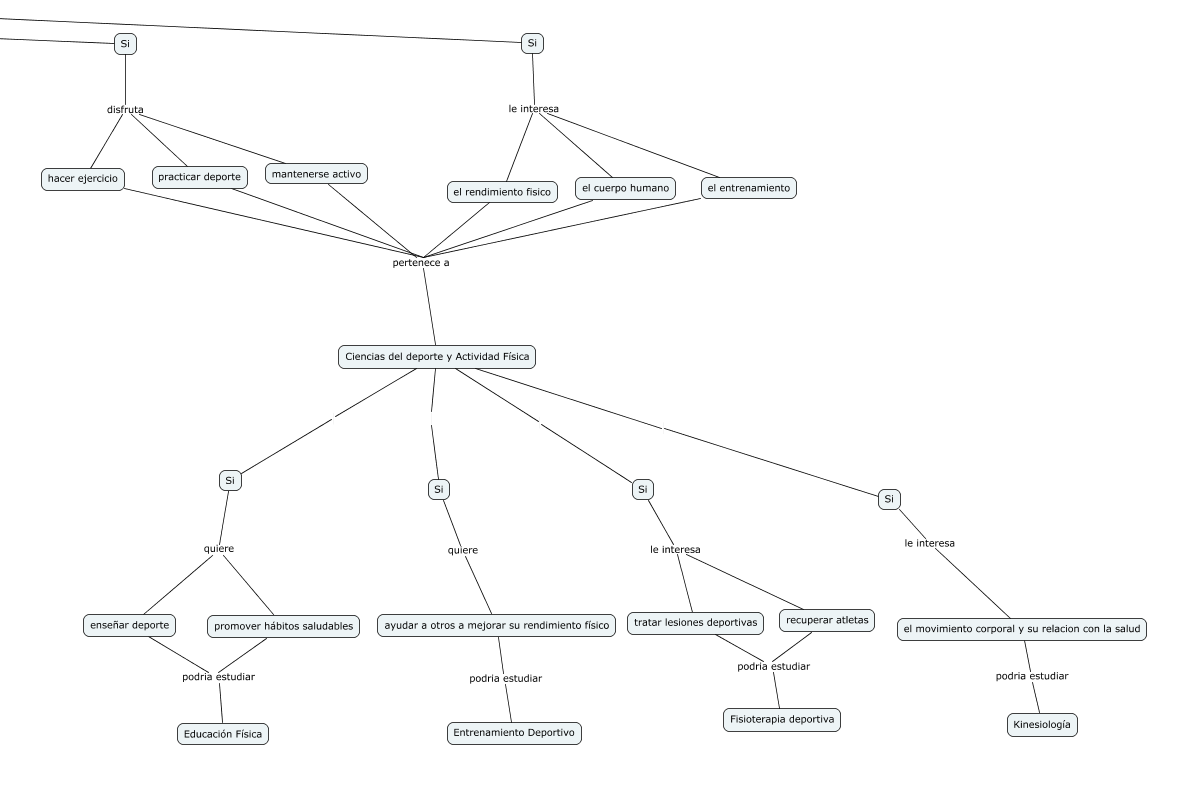 Si
Si
disfruta
le interesa
hacer ejercicio
practicar deporte
mantenerse activo
el rendimiento fisico
el cuerpo humano
el entrenamiento
pertenece a
Ciencias del deporte y Actividad Física
Si
Si
Si
Si
quiere
quiere
le interesa
le interesa
enseñar deporte
promover hábitos saludables
ayudar a otros a mejorar su rendimiento físico
tratar lesiones deportivas
recuperar atletas
el movimiento corporal y su relacion con la salud
podria estudiar
podria estudiar
podria estudiar
podria estudiar
Educación Física
Entrenamiento Deportivo
Fisioterapia deportiva
Kinesiología